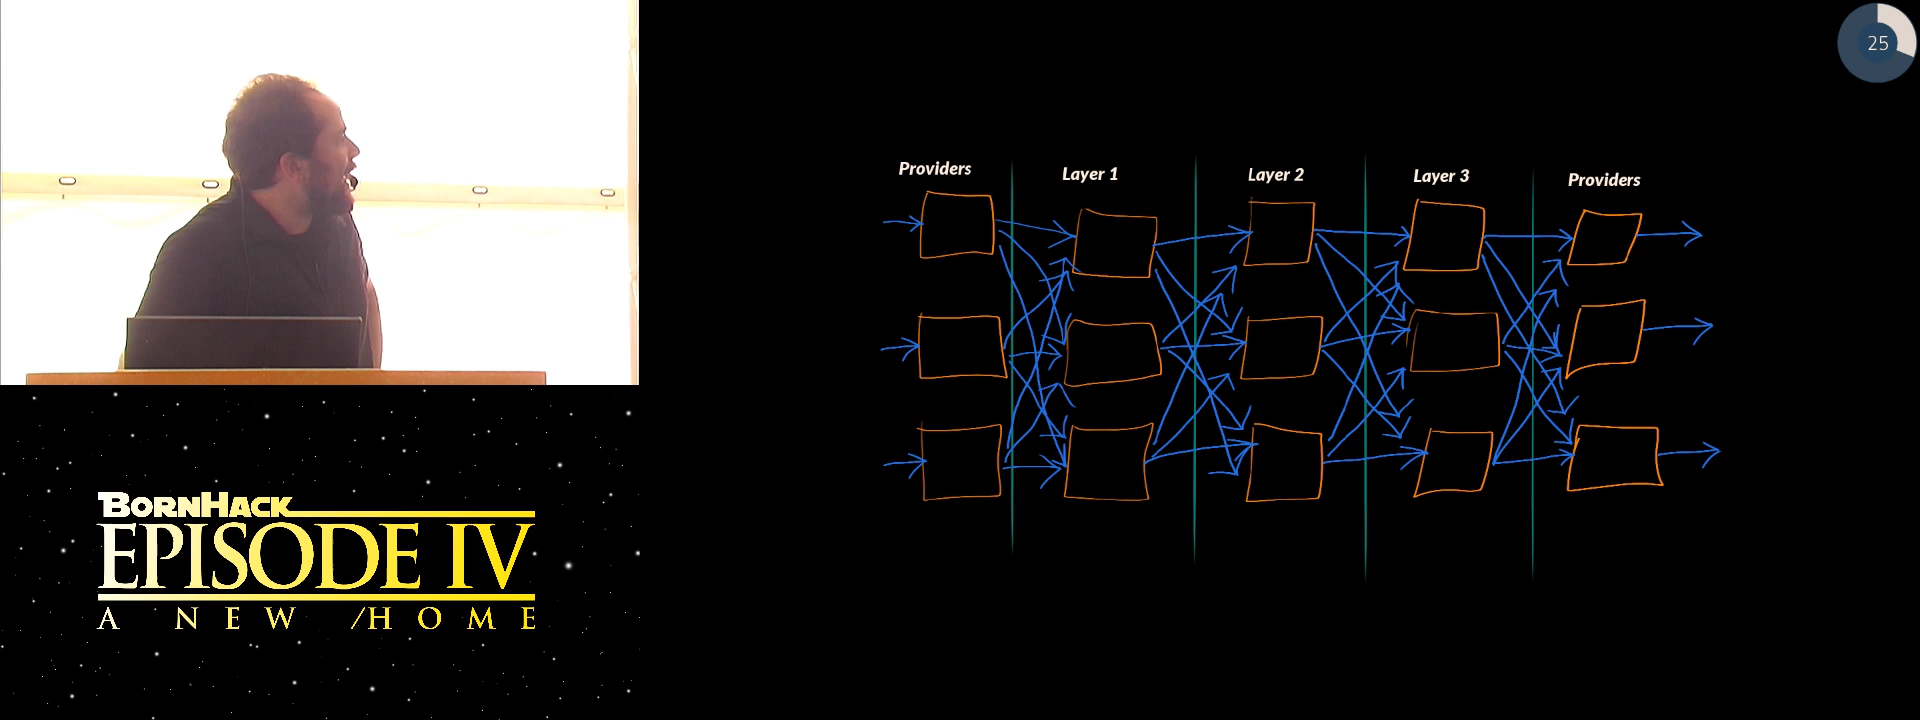 BORNHACK
EPISODE IV
A NEW /HOME
25
Providers
Layer 1
Layer 2
Layer 3
Providers